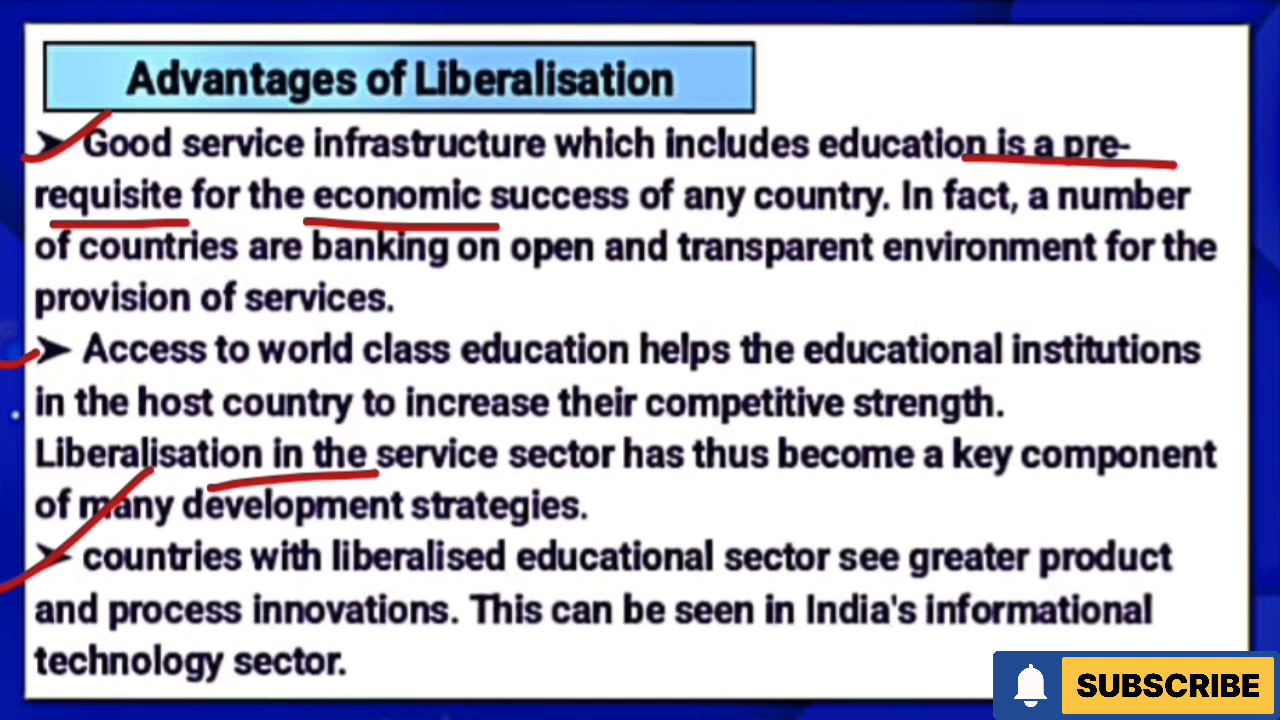 Advantages of Liberalisation
➤ Good service infrastructure which includes education is a pre-
requisite for the economic success of any country. In fact, a number
of countries are banking on open and transparent environment for the
provision of services.
➤ Access to world class education helps the educational institutions
in the host country to increase their competitive strength.
Liberalisation in the service sector has thus become a key component
of many development strategies.
➤ countries with liberalised educational sector see greater product
and process innovations. This can be seen in India's informational
technology sector.
SUBSCRIBE